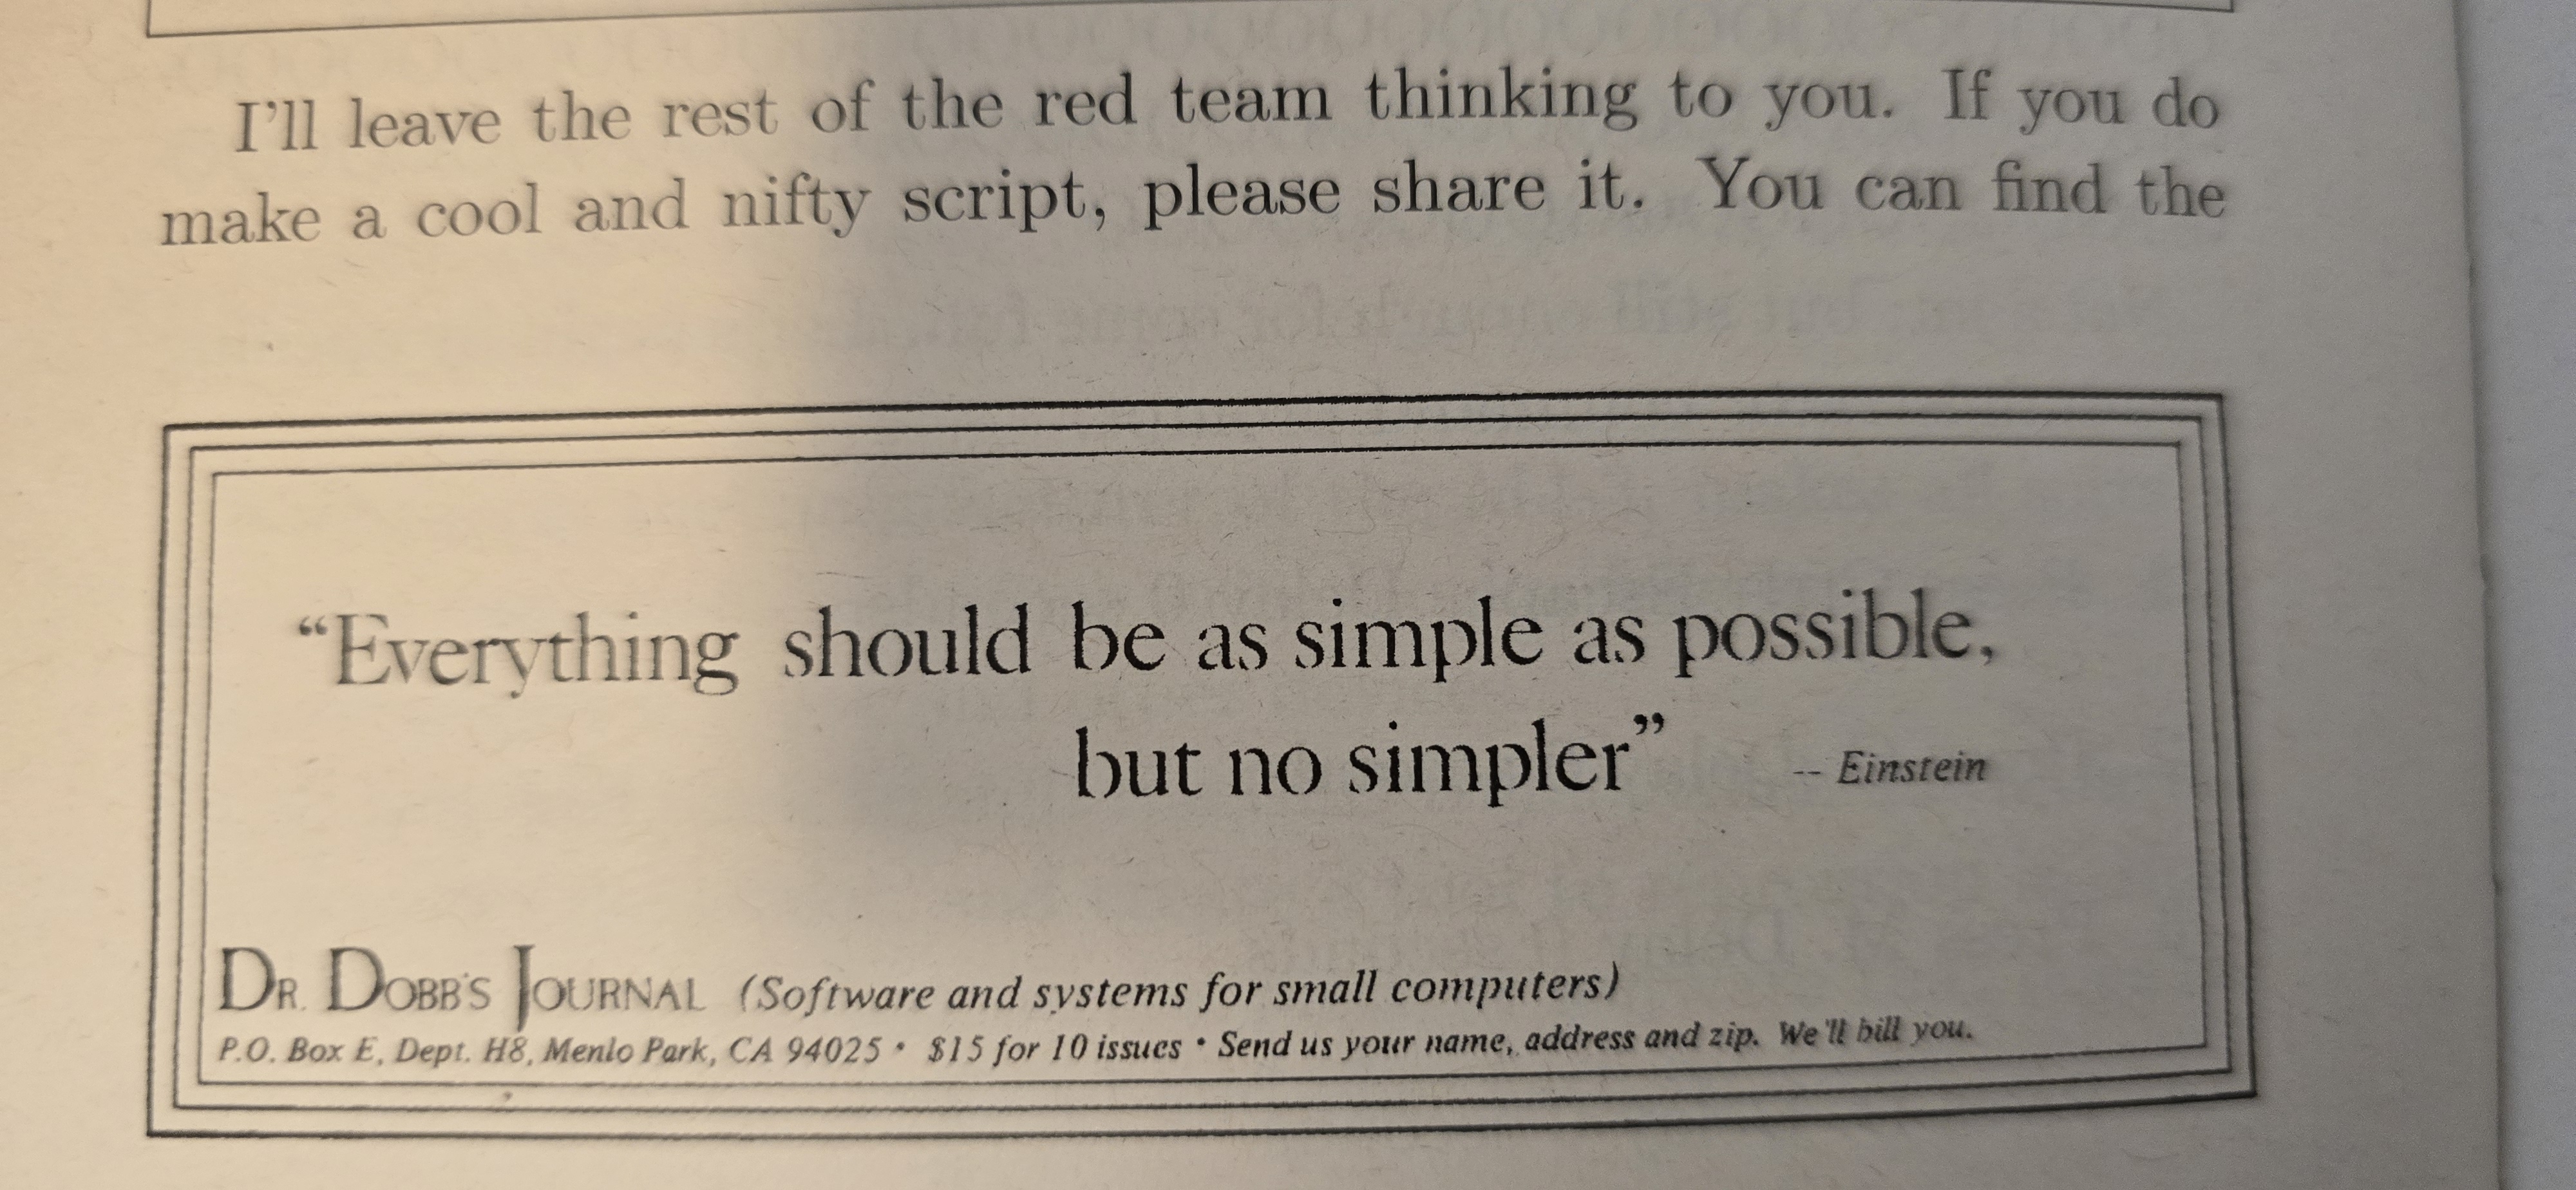 I'll leave the rest of the red team thinking to you. If you do
make a cool and nifty script, please share it. You can find the
“Everything should be as simple as possible,
but no simpler”
-- Einstein
DR. DOBB'S JOURNAL (Software and systems for small computers)
P.O. Box E, Dept. H8, Menlo Park, CA 94025 • $15 for 10 issues • Send us your name, address and zip. We'll bill you.